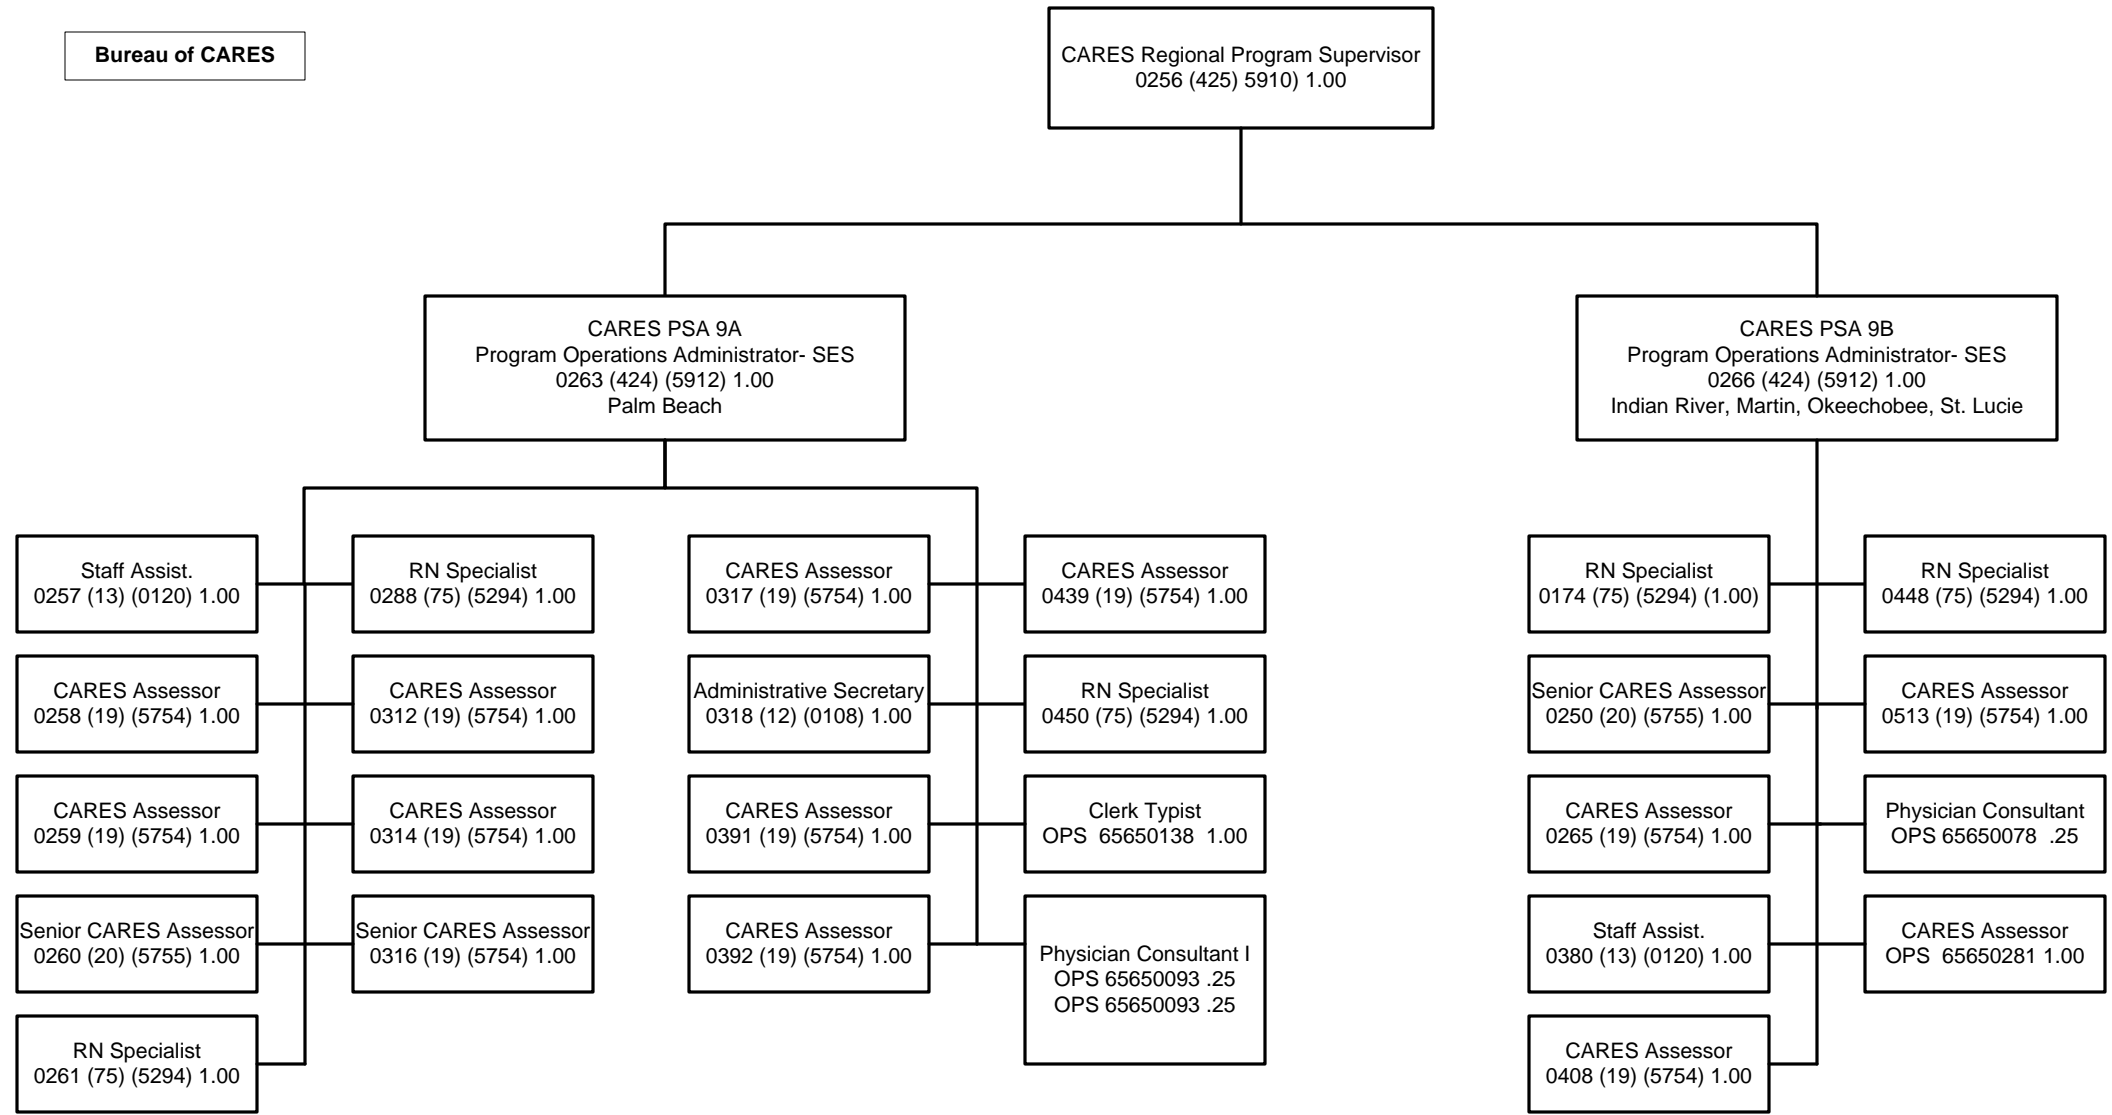 Bureau of CARES
CARES Regional Program Supervisor
0256 (425) 5910) 1.00
CARES PSA 9A
Program Operations Administrator- SES
0263 (424) (5912) 1.00
Palm Beach
CARES PSA 9B
Program Operations Administrator- SES
0266 (424) (5912) 1.00
Indian River, Martin, Okeechobee, St. Lucie
Staff Assist.
0257 (13) (0120) 1.00
RN Specialist
0288 (75) (5294) 1.00
CARES Assessor
0317 (19) (5754) 1.00
CARES Assessor
0439 (19) (5754) 1.00
RN Specialist
0174 (75) (5294) (1.00)
RN Specialist
0448 (75) (5294) 1.00
CARES Assessor
0258 (19) (5754) 1.00
CARES Assessor
0312 (19) (5754) 1.00
Administrative Secretary
0318 (12) (0108) 1.00
RN Specialist
0450 (75) (5294) 1.00
Senior CARES Assessor
0250 (20) (5755) 1.00
CARES Assessor
0513 (19) (5754) 1.00
CARES Assessor
0259 (19) (5754) 1.00
CARES Assessor
0314 (19) (5754) 1.00
CARES Assessor
0391 (19) (5754) 1.00
Clerk Typist
OPS 65650138 1.00
CARES Assessor
0265 (19) (5754) 1.00
Physician Consultant
OPS 65650078 .25
Senior CARES Assessor
0260 (20) (5755) 1.00
Senior CARES Assessor
0316 (19) (5754) 1.00
CARES Assessor
0392 (19) (5754) 1.00
Physician Consultant I
OPS 65650093 .25
OPS 65650093 .25
Staff Assist.
0380 (13) (0120) 1.00
CARES Assessor
OPS 65650281 1.00
RN Specialist
0261 (75) (5294) 1.00
CARES Assessor
0408 (19) (5754) 1.00